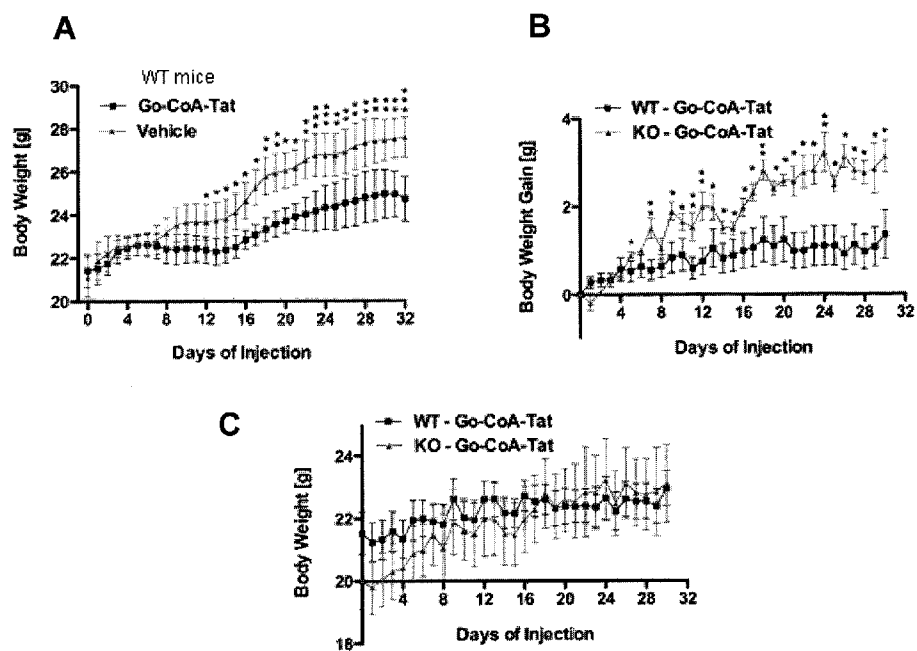 A
WT mice
Go-CoA-Tat
Vehicle
Body Weight [g]
30
28
26
24
22
20
0 4 8 12 16 20 24 28 32
Days of Injection
B
WT - Go-CoA-Tat
KO - Go-CoA-Tat
Body Weight Gain [g]
4
2
0
4 8 12 16 20 24 28 32
Days of Injection
C
WT - Go-CoA-Tat
KO - Go-CoA-Tat
Body Weight [g]
24
22
20
18
4 8 12 16 20 24 28 32
Days of Injection